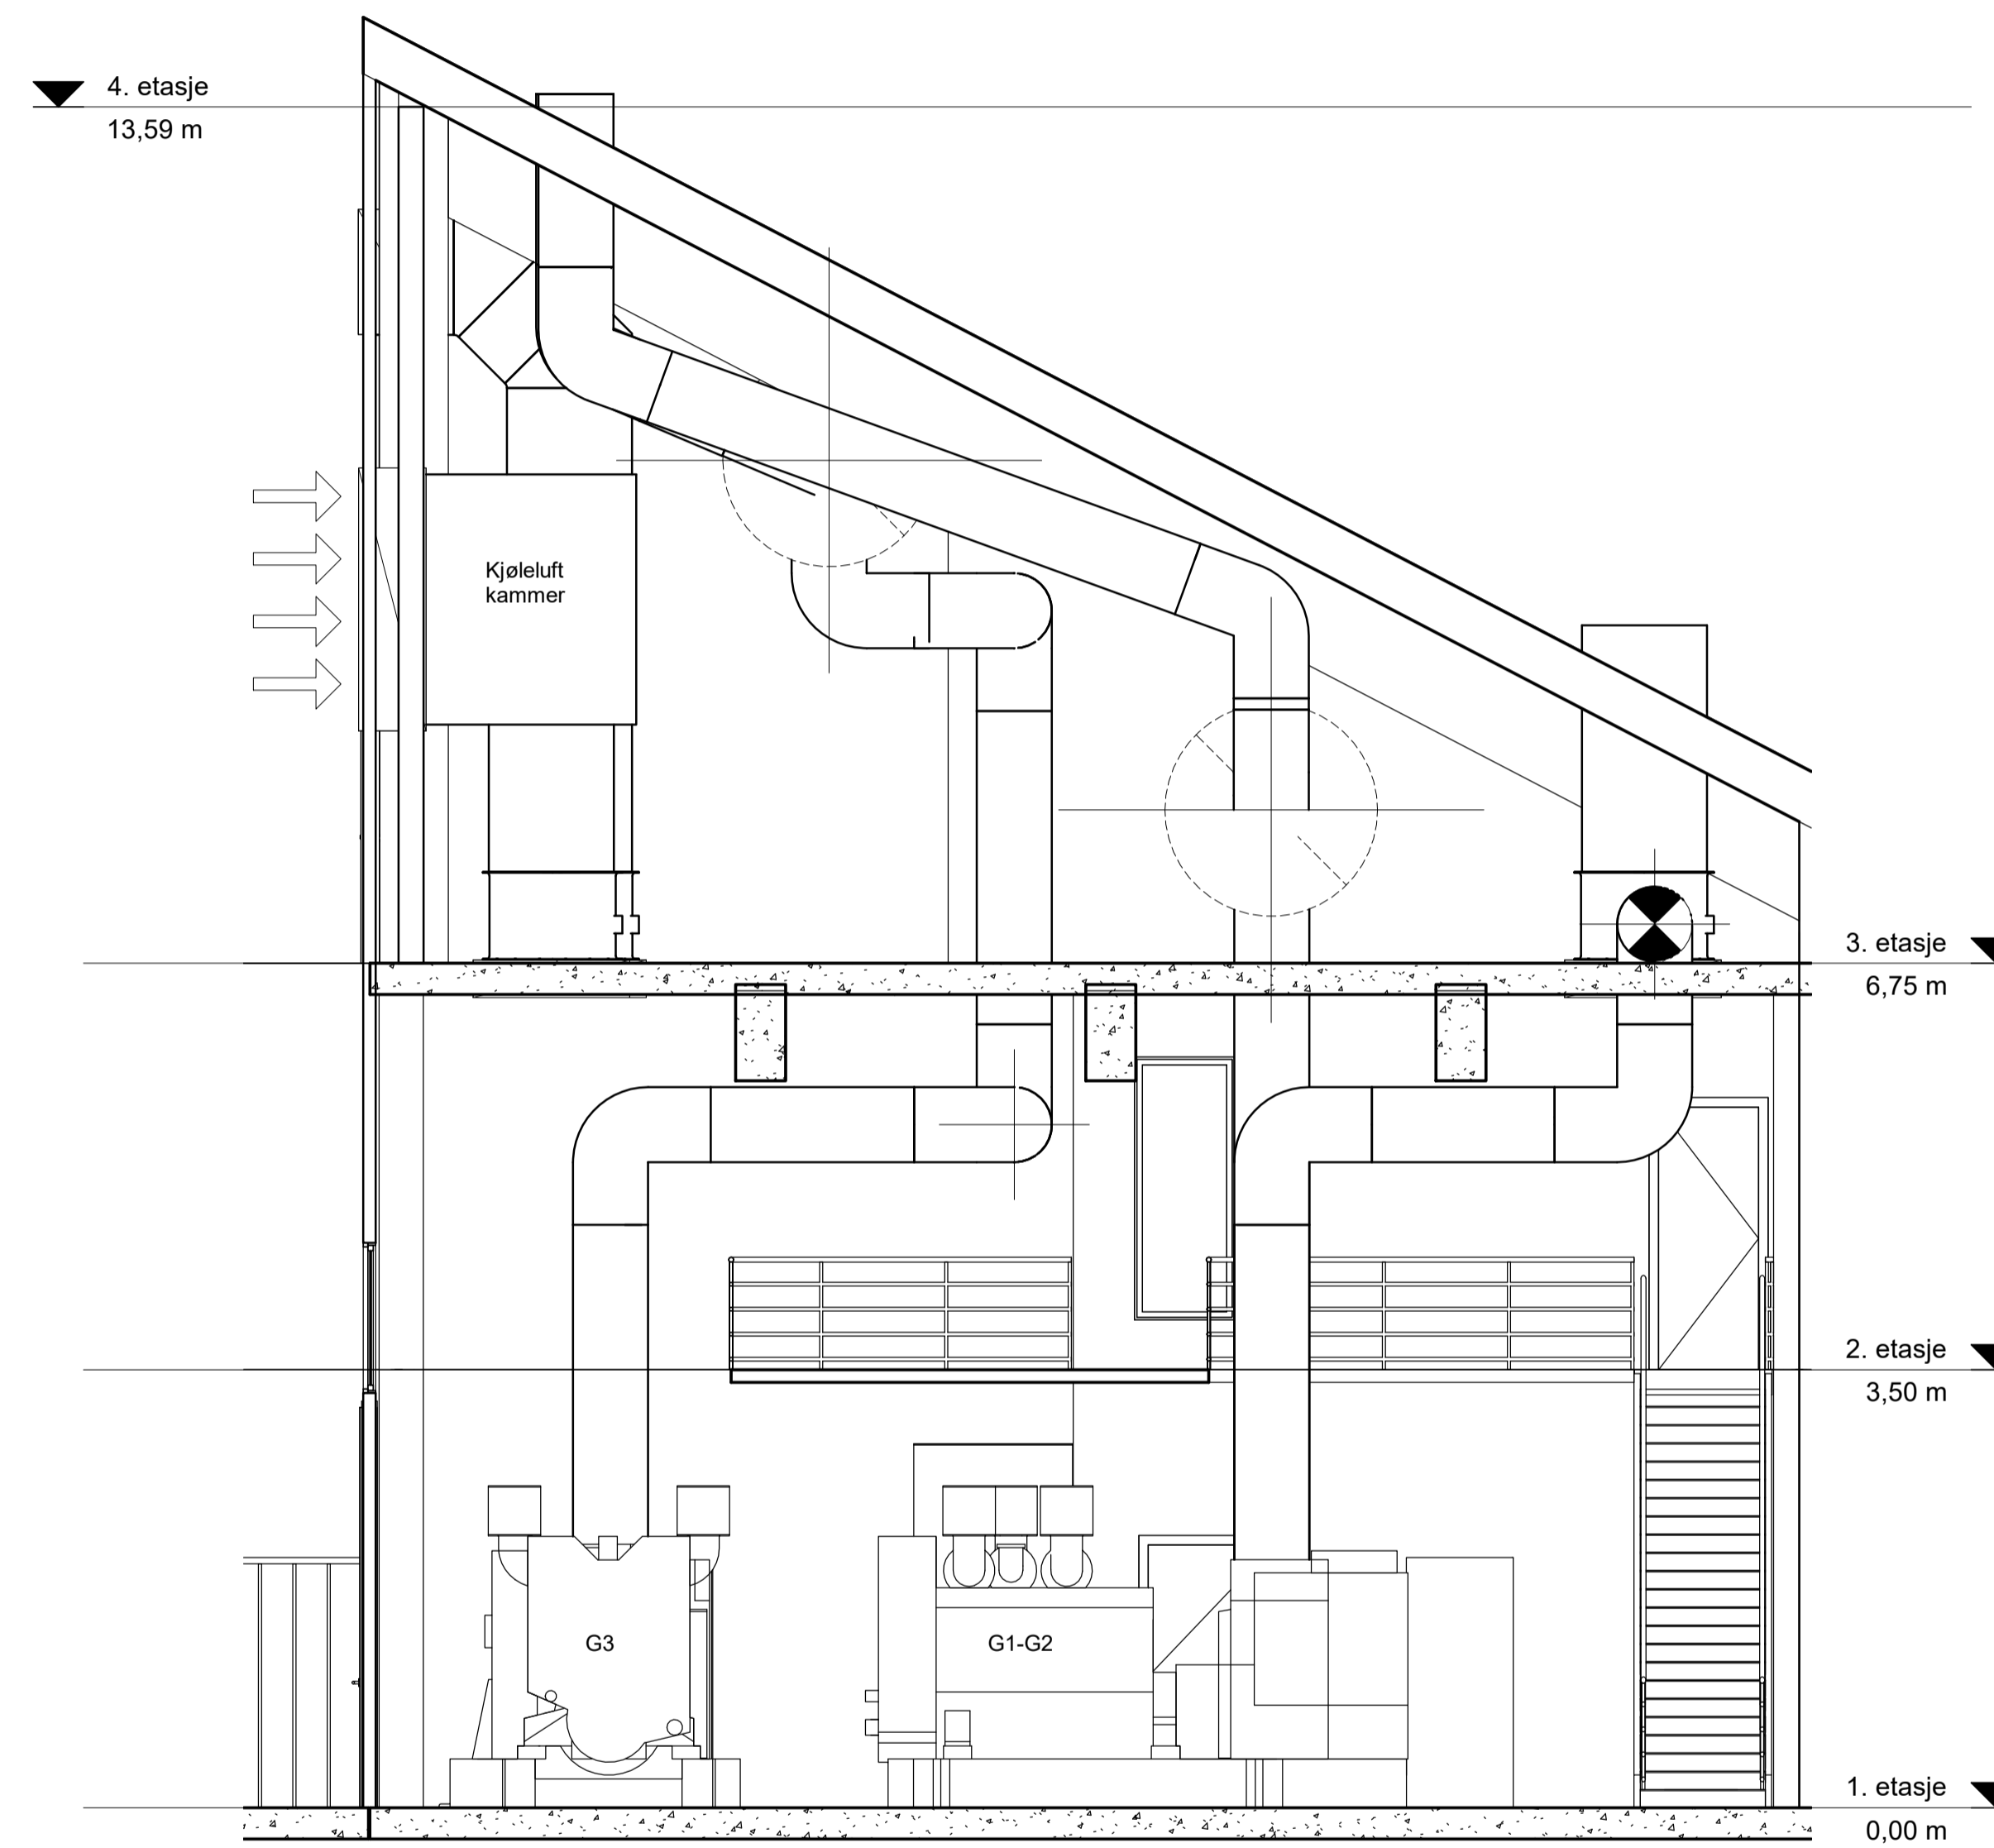 4. etasje
13,59 m
Kjøleluft
kammer
3. etasje
6,75 m
2. etasje
3,50 m
G3
G1-G2
1. etasje
0,00 m